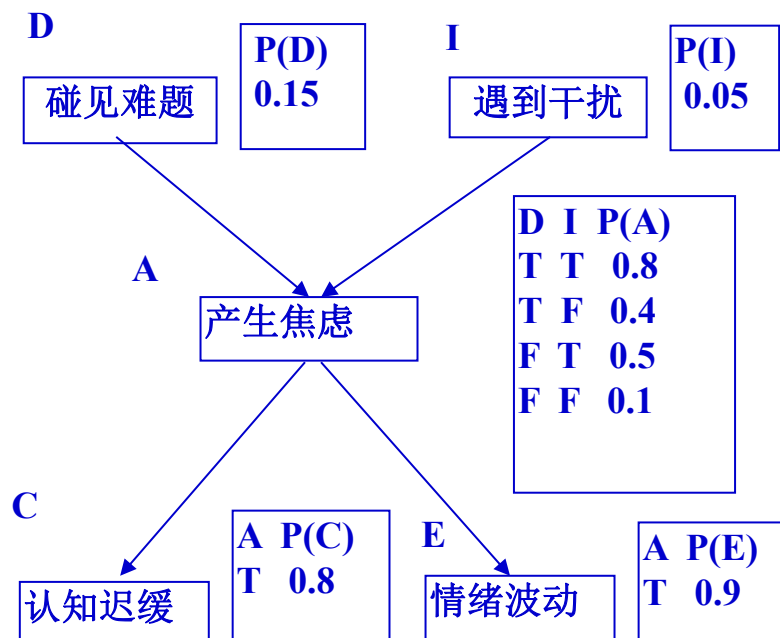 D
P(D)
0.15
碰见难题
I
P(I)
0.05
遇到干扰
D I P(A)
T T 0.8
T F 0.4
F T 0.5
F F 0.1
A
产生焦虑
C
A P(C)
T 0.8
认知迟缓
E
A P(E)
T 0.9
情绪波动